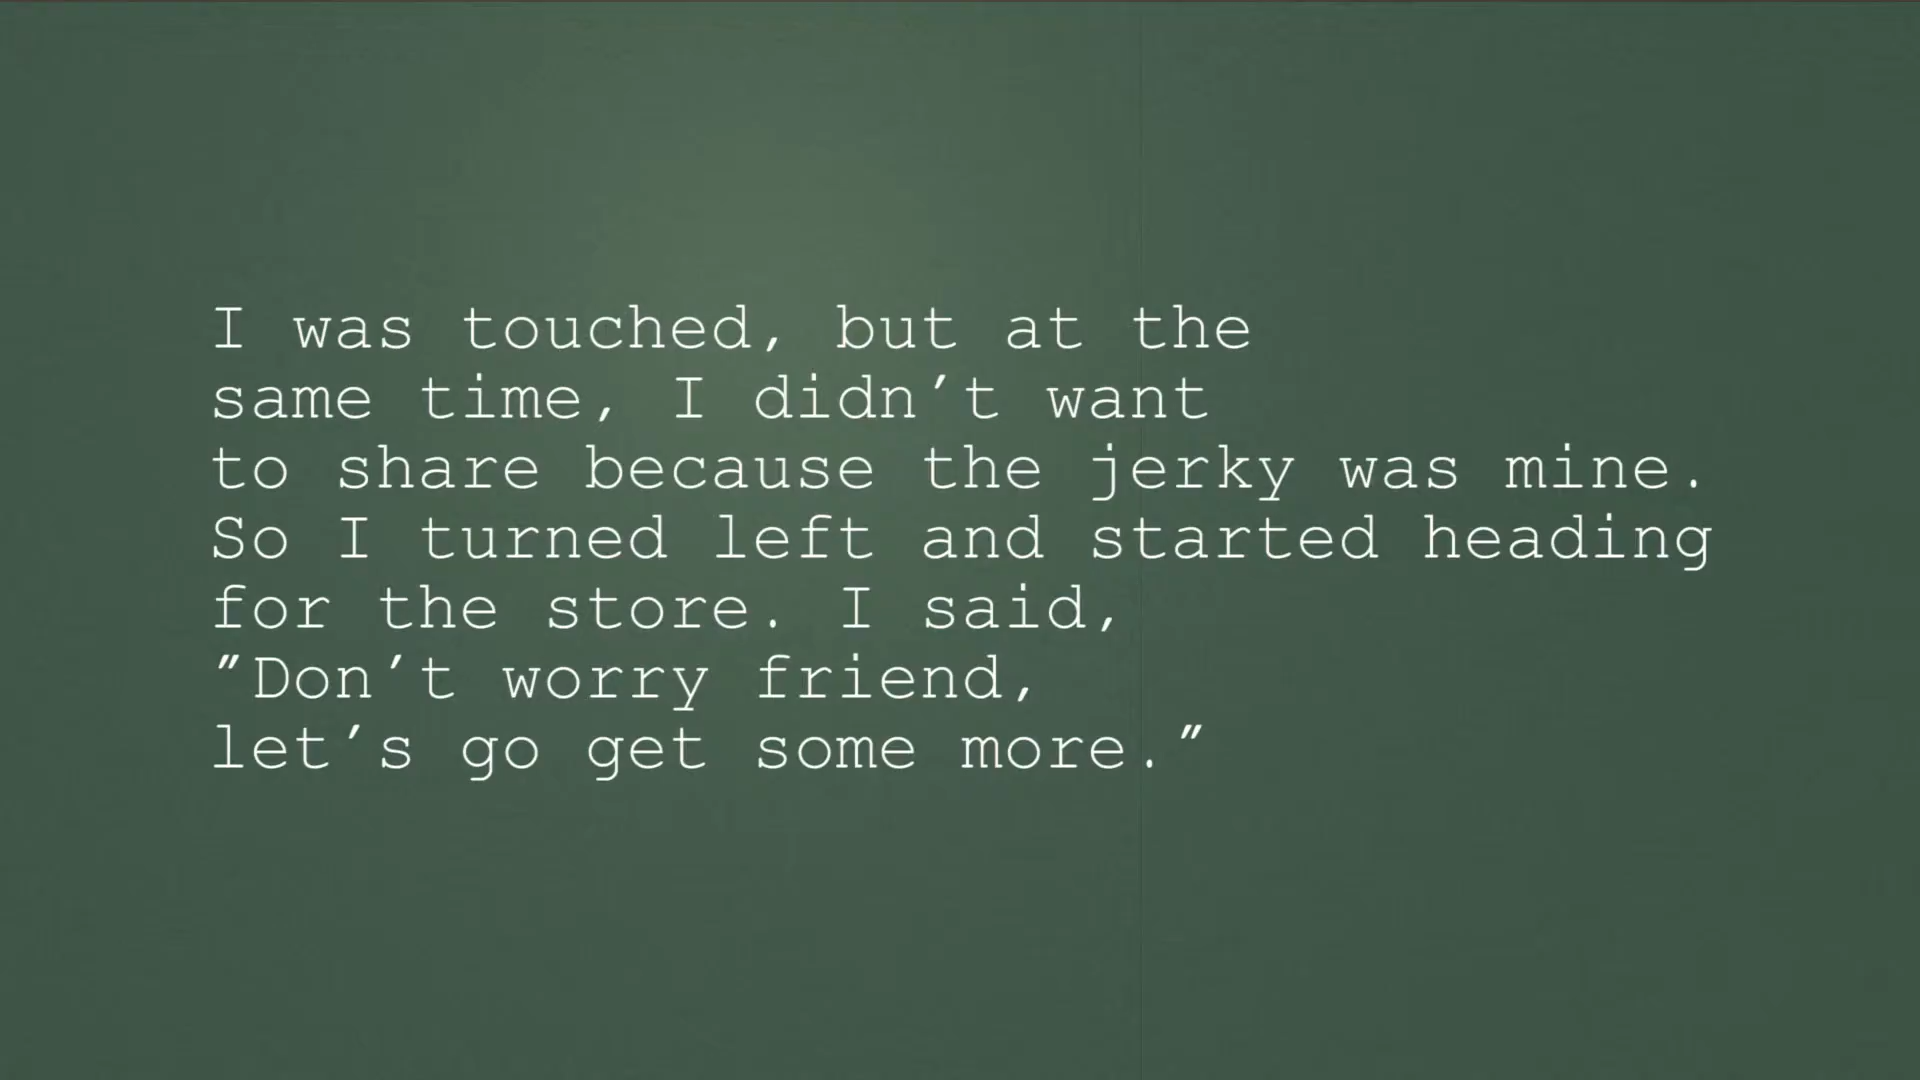 I was touched, but at the
same time, I didn't want
to share because the jerky was mine.
So I turned left and started heading
for the store. I said,
"Don't worry friend,
let's go get some more."